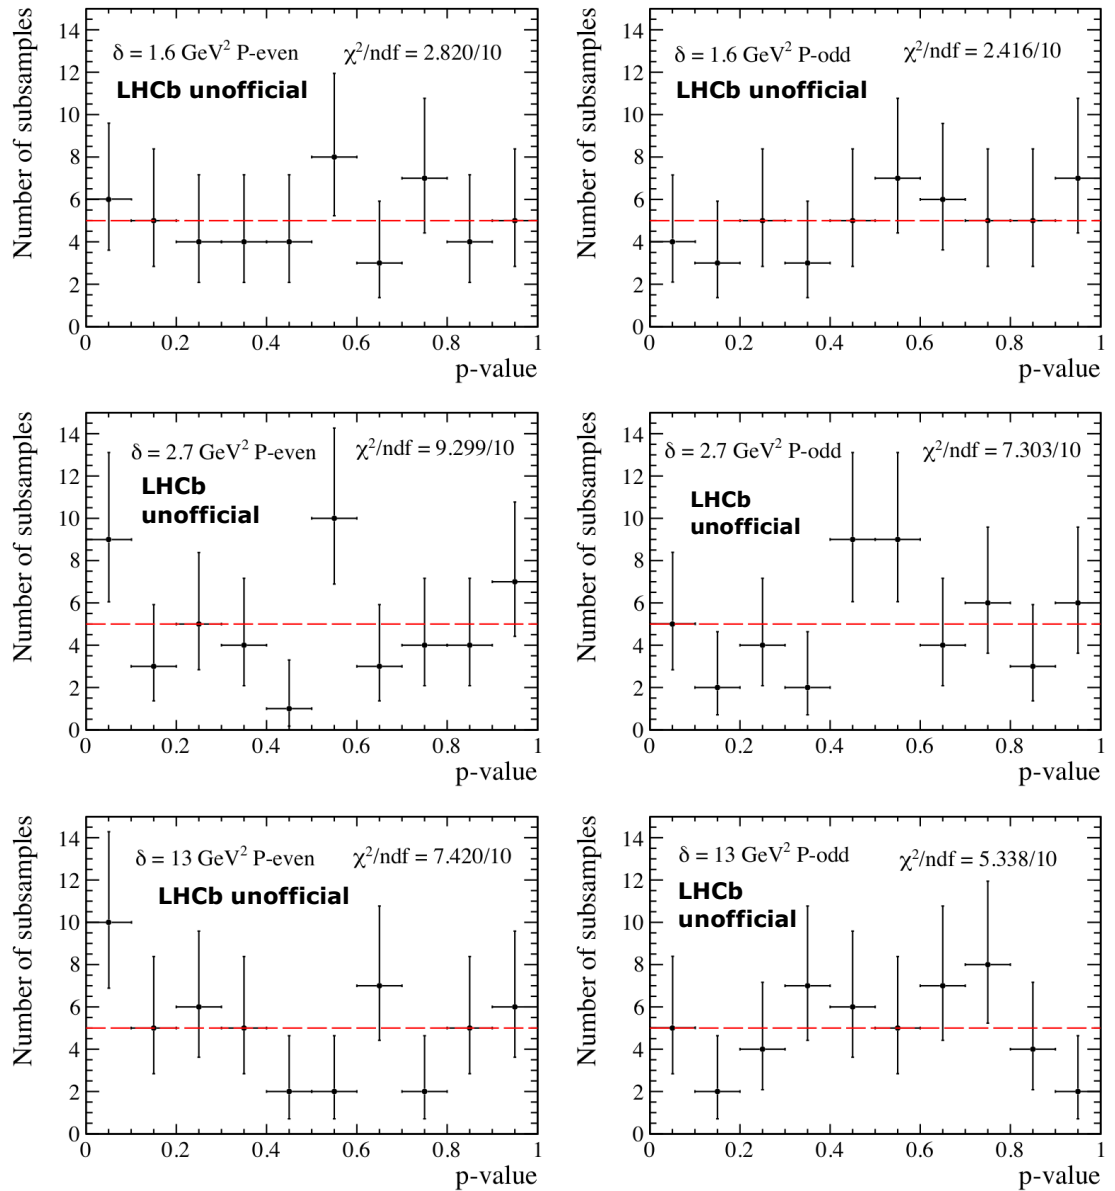 δ = 1.6 GeV² P-even
χ²/ndf = 2.820/10
LHCb unofficial
Number of subsamples
14
12
10
8
6
4
2
0
0 0.2 0.4 0.6 0.8 1
p-value
δ = 1.6 GeV² P-odd
χ²/ndf = 2.416/10
LHCb unofficial
Number of subsamples
14
12
10
8
6
4
2
0
0 0.2 0.4 0.6 0.8 1
p-value
δ = 2.7 GeV² P-even
χ²/ndf = 9.299/10
LHCb
unofficial
Number of subsamples
14
12
10
8
6
4
2
0
0 0.2 0.4 0.6 0.8 1
p-value
δ = 2.7 GeV² P-odd
χ²/ndf = 7.303/10
LHCb
unofficial
Number of subsamples
14
12
10
8
6
4
2
0
0 0.2 0.4 0.6 0.8 1
p-value
δ = 13 GeV² P-even
χ²/ndf = 7.420/10
LHCb unofficial
Number of subsamples
14
12
10
8
6
4
2
0
0 0.2 0.4 0.6 0.8 1
p-value
δ = 13 GeV² P-odd
χ²/ndf = 5.338/10
LHCb
unofficial
Number of subsamples
14
12
10
8
6
4
2
0
0 0.2 0.4 0.6 0.8 1
p-value